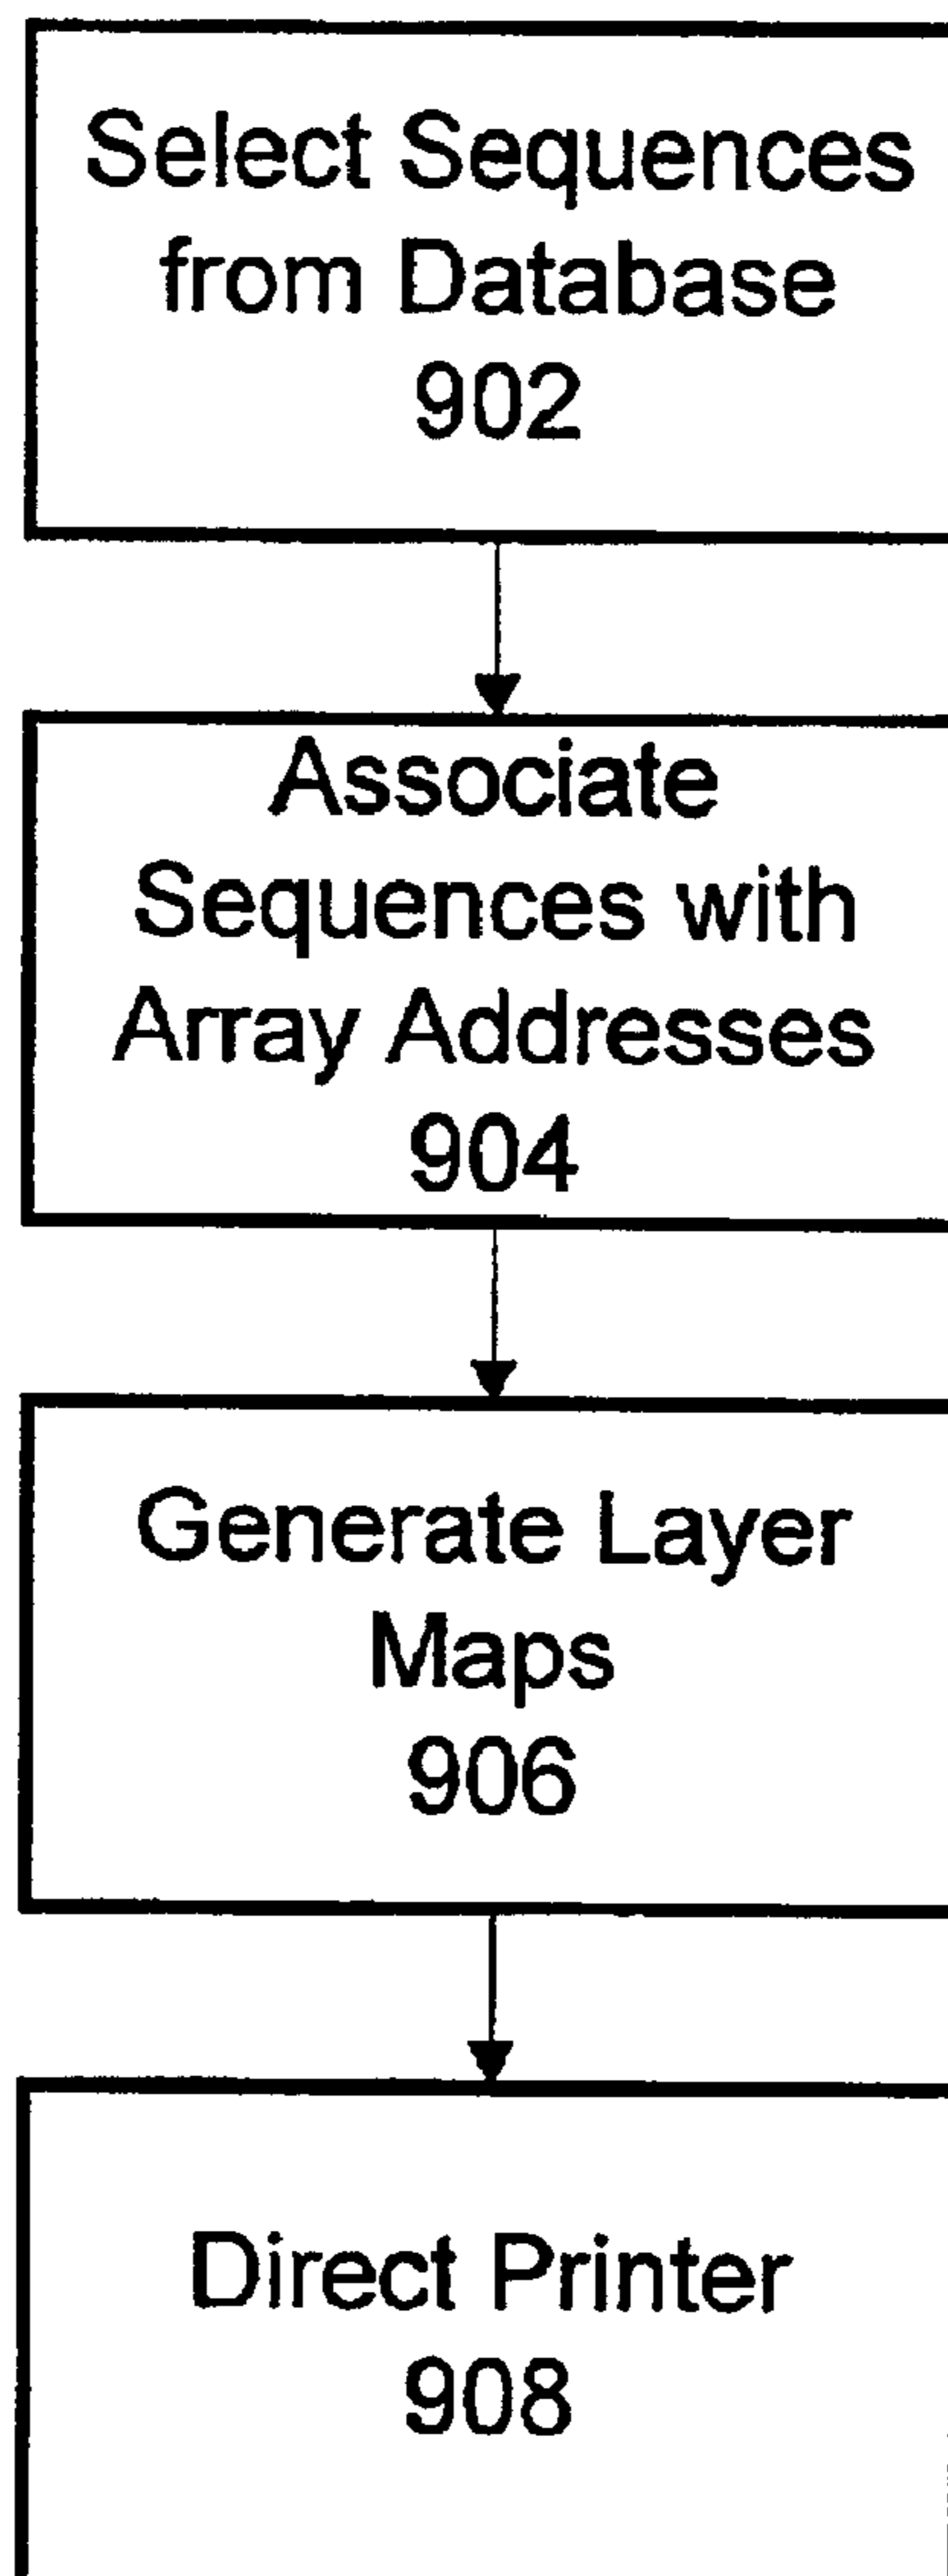 Select Sequences
from Database
902
Associate
Sequences with
Array Addresses
904
Generate Layer
Maps
906
Direct Printer
908